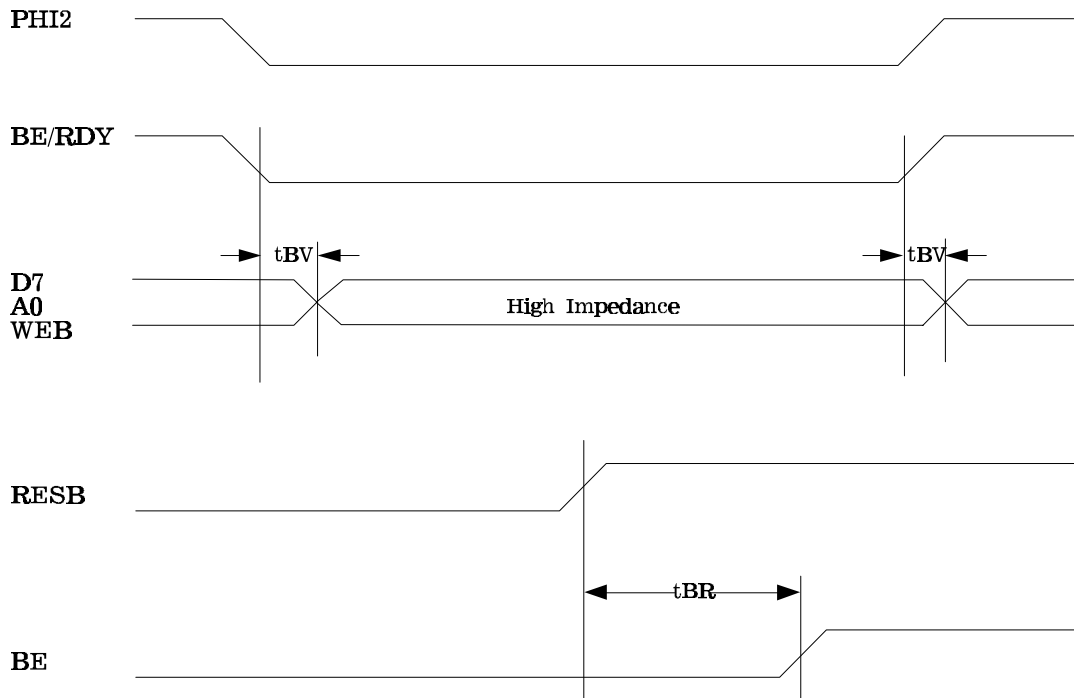 PHI2
BE/RDY
tBV
tBV
D7
A0
WEB
High Impedance
RESB
tBR
BE